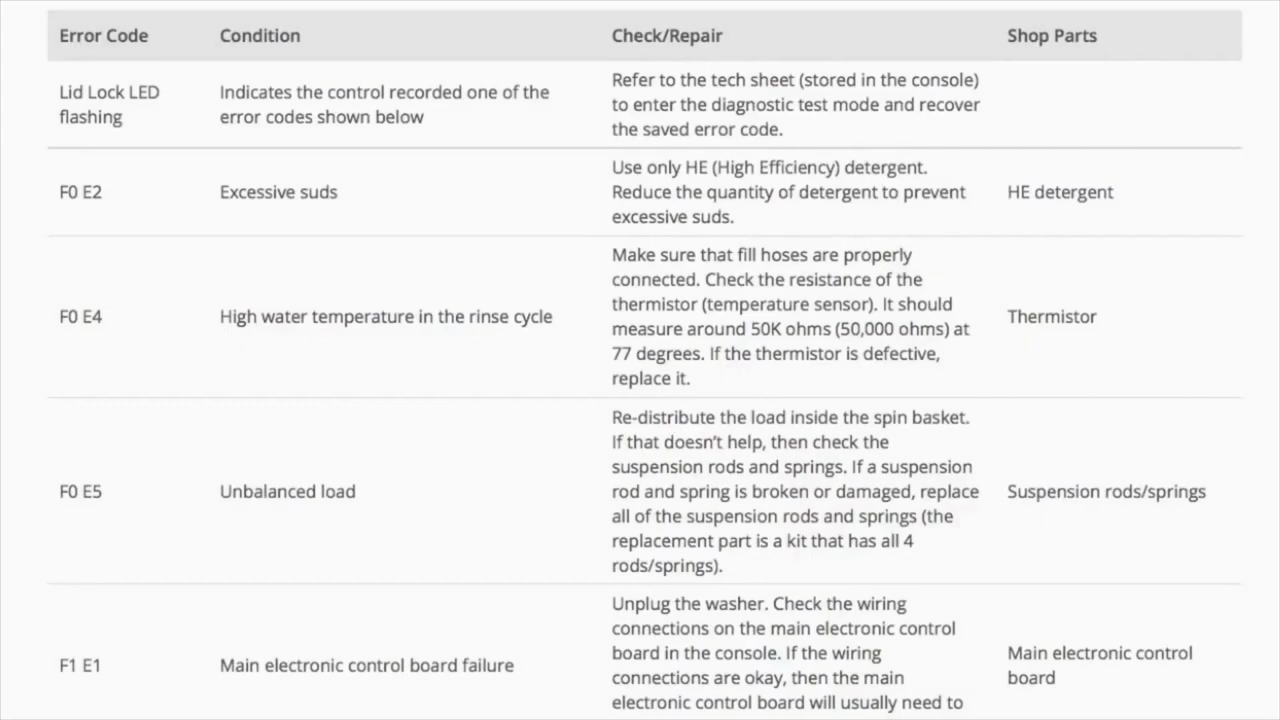 Error Code Condition Check/Repair Shop Parts
Lid Lock LED
flashing
Indicates the control recorded one of the
error codes shown below
Refer to the tech sheet (stored in the console)
to enter the diagnostic test mode and recover
the saved error code.
F0 E2
Excessive suds
Use only HE (High Efficiency) detergent.
Reduce the quantity of detergent to prevent
excessive suds.
HE detergent
F0 E4
High water temperature in the rinse cycle
Make sure that fill hoses are properly
connected. Check the resistance of the
thermistor (temperature sensor). It should
measure around 50K ohms (50,000 ohms) at
77 degrees. If the thermistor is defective,
replace it.
Thermistor
F0 E5
Unbalanced load
Re-distribute the load inside the spin basket.
If that doesn't help, then check the
suspension rods and springs. If a suspension
rod and spring is broken or damaged, replace
all of the suspension rods and springs (the
replacement part is a kit that has all 4
rods/springs).
Suspension rods/springs
F1 E1
Main electronic control board failure
Unplug the washer. Check the wiring
connections on the main electronic control
board in the console. If the wiring
connections are okay, then the main
electronic control board will usually need to
Main electronic control
board